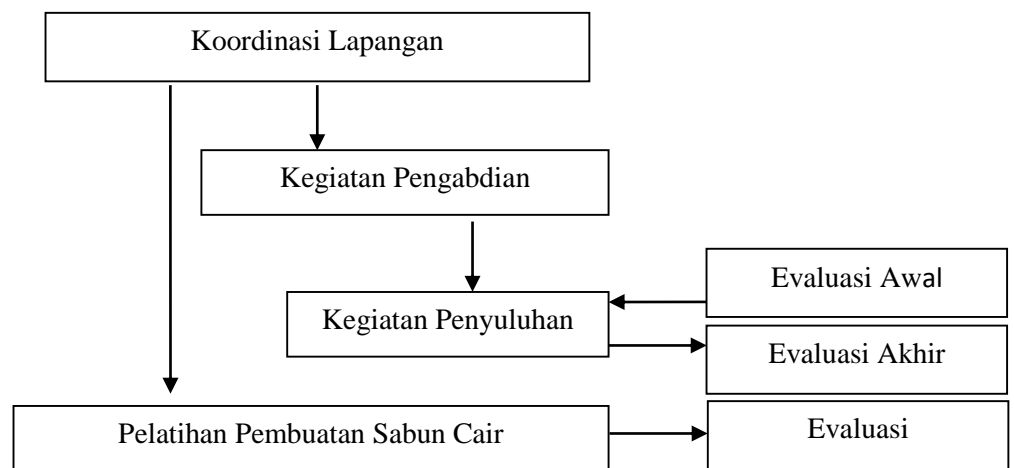 Koordinasi Lapangan
Kegiatan Pengabdian
Evaluasi Awal
Kegiatan Penyuluhan
Evaluasi Akhir
Pelatihan Pembuatan Sabun Cair
Evaluasi